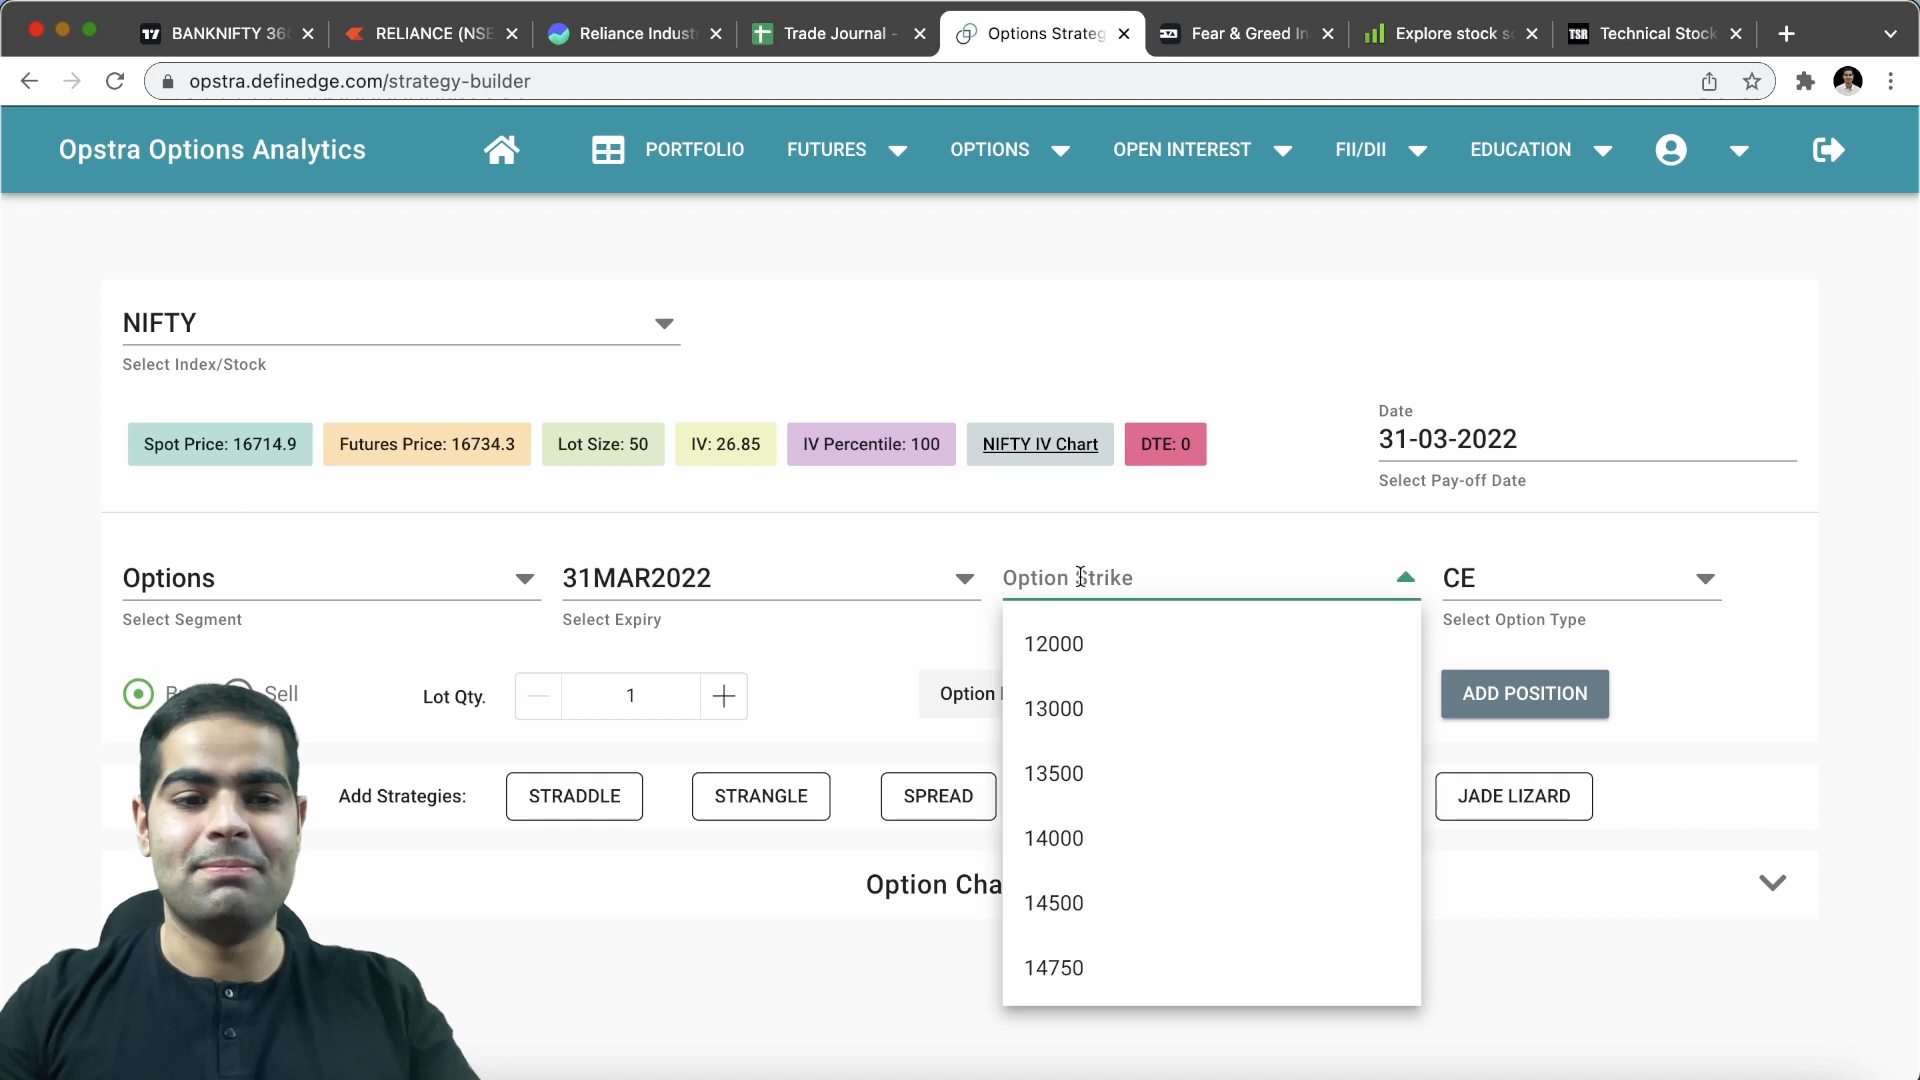 BANKNIFTY 36
RELIANCE (NSE
Reliance Indust
Trade Journal -
Options Strateg
Fear & Greed In
Explore stock s
Technical Stock
opstra.definedge.com/strategy-builder
Opstra Options Analytics
PORTFOLIO
FUTURES
OPTIONS
OPEN INTEREST
FII/DII
EDUCATION
NIFTY
Select Index/Stock
Spot Price: 16714.9
Futures Price: 16734.3
Lot Size: 50
IV: 26.85
IV Percentile: 100
NIFTY IV Chart
DTE: 0
Date
31-03-2022
Select Pay-off Date
Options
Select Segment
31MAR2022
Select Expiry
Option Strike
CE
Select Option Type
12000
13000
13500
14000
14500
14750
Sell
Lot Qty.
1
Option
ADD POSITION
Add Strategies:
STRADDLE
STRANGLE
SPREAD
JADE LIZARD
Option Cha